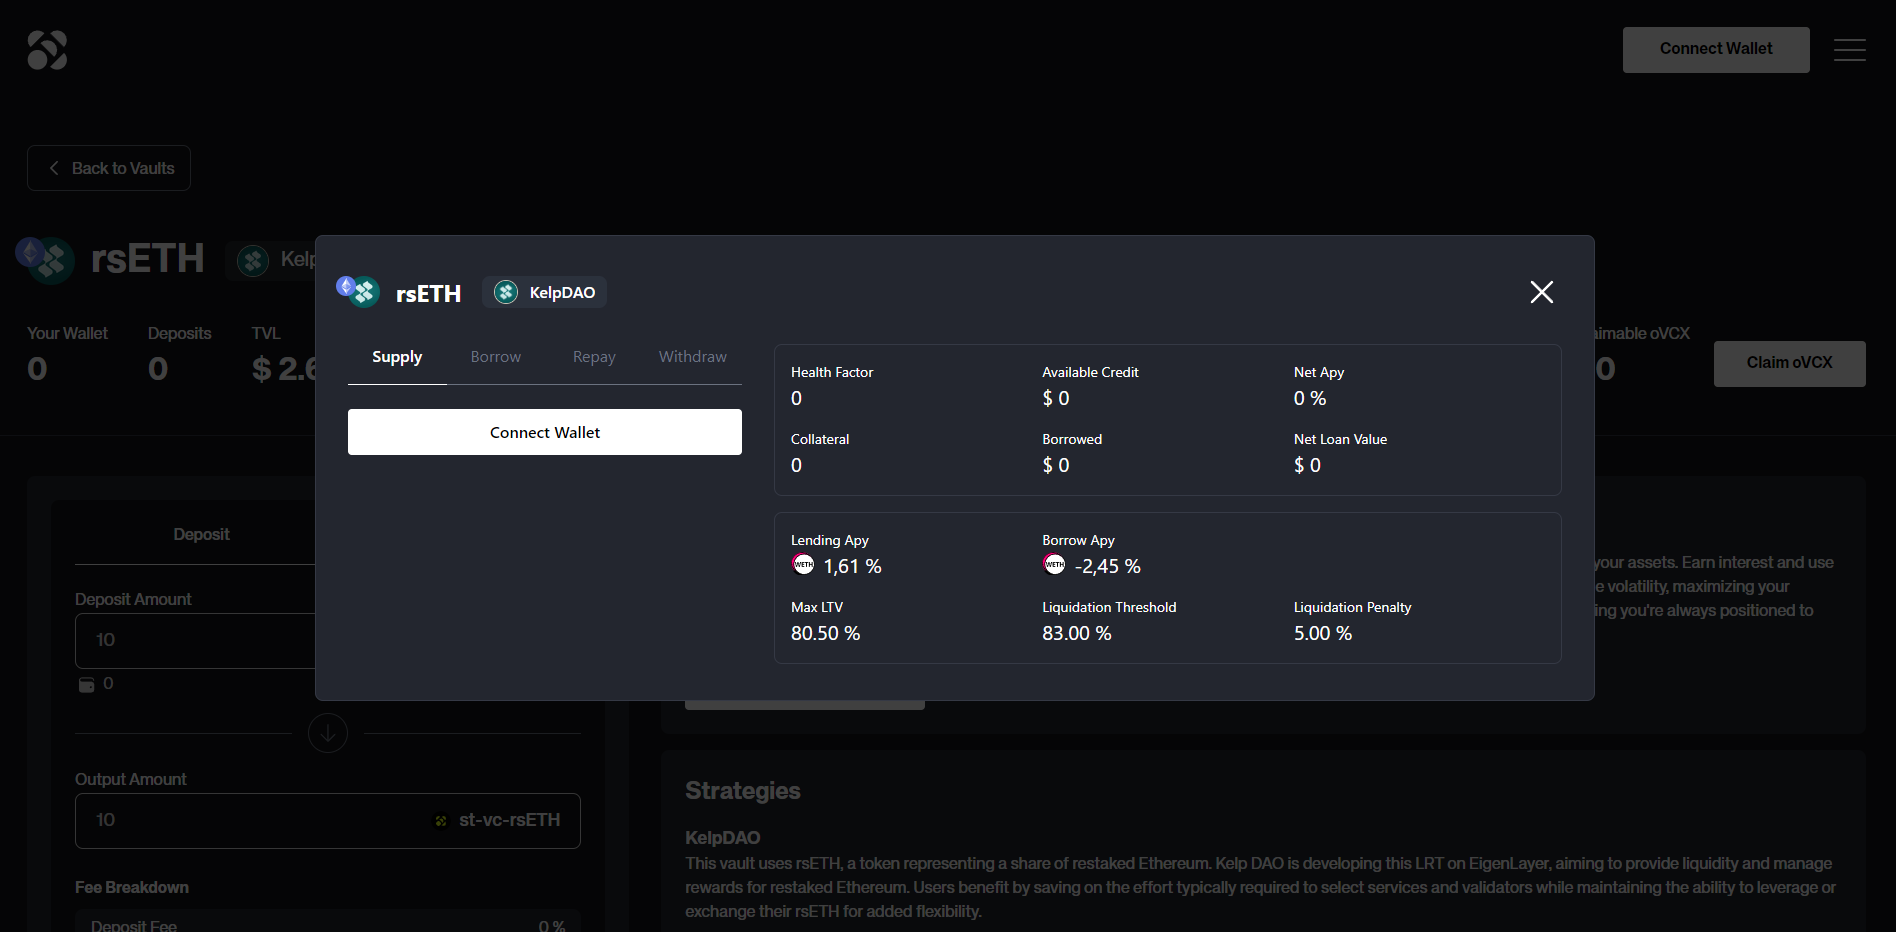 Connect Wallet
Back to Vaults
rsETH
Kelp
Your Wallet
Deposits
TVL
0
0
$ 2.6
aimable oVCX
0
Claim oVCX
rsETH
KelpDAO
Supply
Borrow
Repay
Withdraw
Connect Wallet
Health Factor
Available Credit
Net Apy
0
$ 0
0 %
Collateral
Borrowed
Net Loan Value
0
$ 0
$ 0
Lending Apy
Borrow Apy
WETH
1,61 %
WETH
-2,45 %
Max LTV
Liquidation Threshold
Liquidation Penalty
80.50 %
83.00 %
5.00 %
Deposit
Deposit Amount
10
0
Output Amount
10
st-vc-rsETH
Fee Breakdown
Deposit Fee
0 %
your assets. Earn interest and use
e volatility, maximizing your
ing you're always positioned to
Strategies
KelpDAO
This vault uses rsETH, a token representing a share of restaked Ethereum. Kelp DAO is developing this LRT on EigenLayer, aiming to provide liquidity and manage
rewards for restaked Ethereum. Users benefit by saving on the effort typically required to select services and validators while maintaining the ability to leverage or
exchange their rsETH for added flexibility.